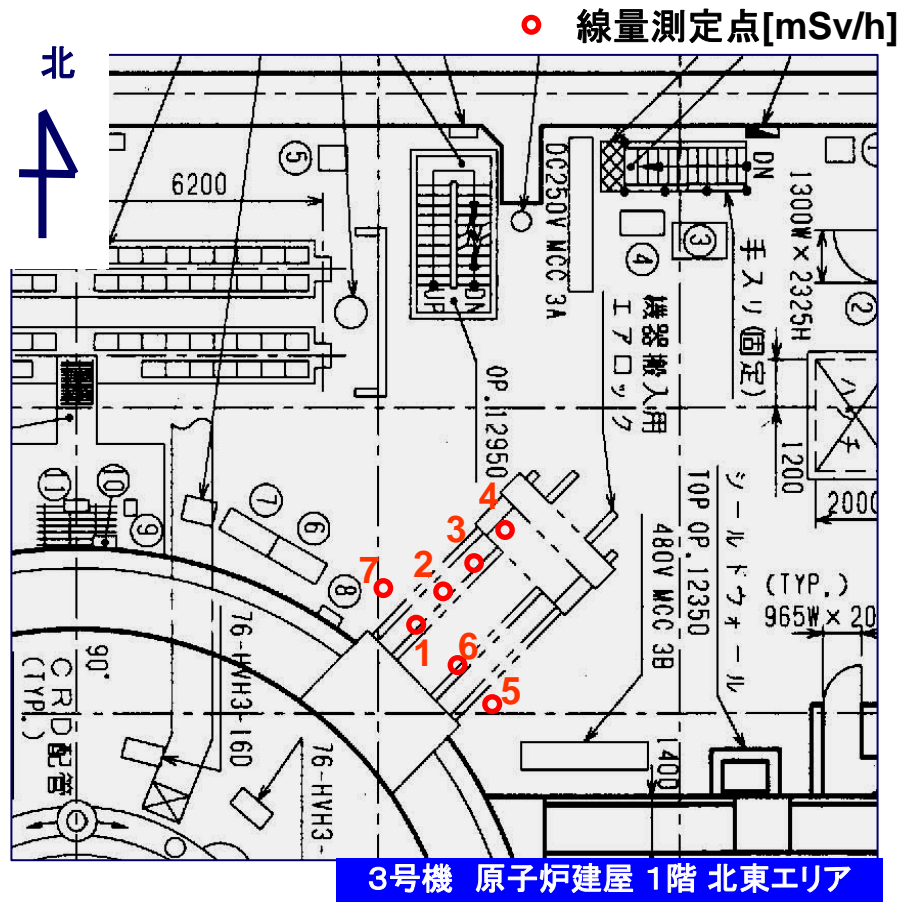 線量測定点[mSv/h]
北
⑤
6200
UP
DN
DC250V MCC 3A
DN
③
④
手スリ(固定)
1300W×2325H
②
①
機器搬入用
エアロック
ハッチ
1200
2000
OP.12950
シールドウォール
TOP OP.12350
480V MCC 3B
(TYP.)
965W×20
1400
⑪
⑩
⑨
⑦
⑥
⑧
4
3
2
7
1
6
5
90°
CRD配管
(TYP.)
76-HVH3-16D
76-HVH3-
3号機 原子炉建屋 1階 北東エリア